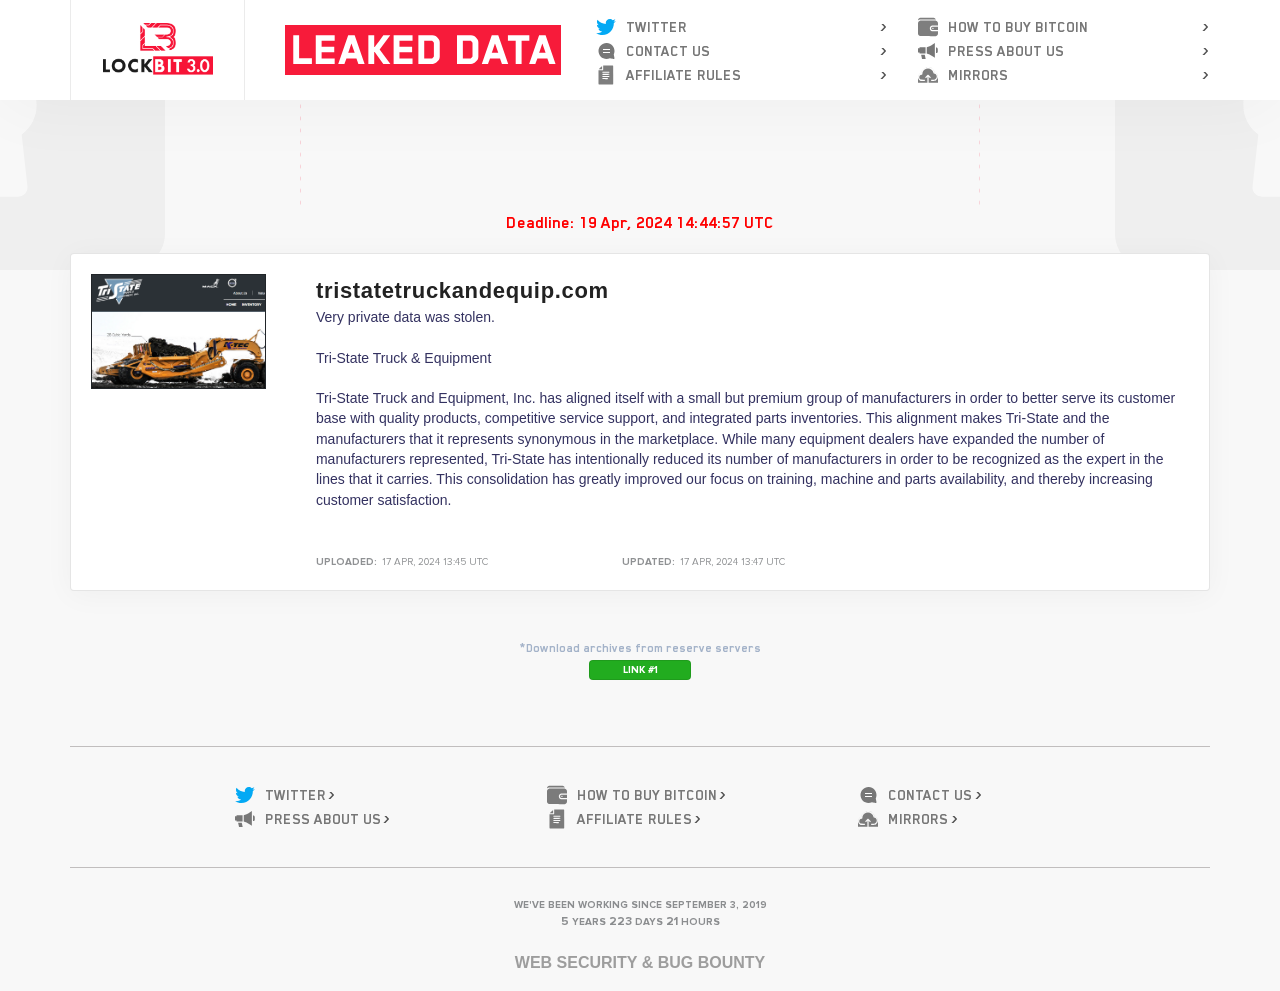 LOCKBIT 3.0
LEAKED DATA
TWITTER
CONTACT US
AFFILIATE RULES
HOW TO BUY BITCOIN
PRESS ABOUT US
MIRRORS
Deadline: 19 Apr, 2024 14:44:57 UTC
TRI STATE
HOME INVENTORY
K-TEC
tristatetruckandequip.com
Very private data was stolen.
Tri-State Truck & Equipment
Tri-State Truck and Equipment, Inc. has aligned itself with a small but premium group of manufacturers in order to better serve its customer
base with quality products, competitive service support, and integrated parts inventories. This alignment makes Tri-State and the
manufacturers that it represents synonymous in the marketplace. While many equipment dealers have expanded the number of
manufacturers represented, Tri-State has intentionally reduced its number of manufacturers in order to be recognized as the expert in the
lines that it carries. This consolidation has greatly improved our focus on training, machine and parts availability, and thereby increasing
customer satisfaction.
UPLOADED: 17 APR, 2024 13:45 UTC
UPDATED: 17 APR, 2024 13:47 UTC
*Download archives from reserve servers
LINK #1
TWITTER
PRESS ABOUT US
HOW TO BUY BITCOIN
AFFILIATE RULES
CONTACT US
MIRRORS
WE'VE BEEN WORKING SINCE SEPTEMBER 3, 2019
5 YEARS 223 DAYS 21 HOURS
WEB SECURITY & BUG BOUNTY